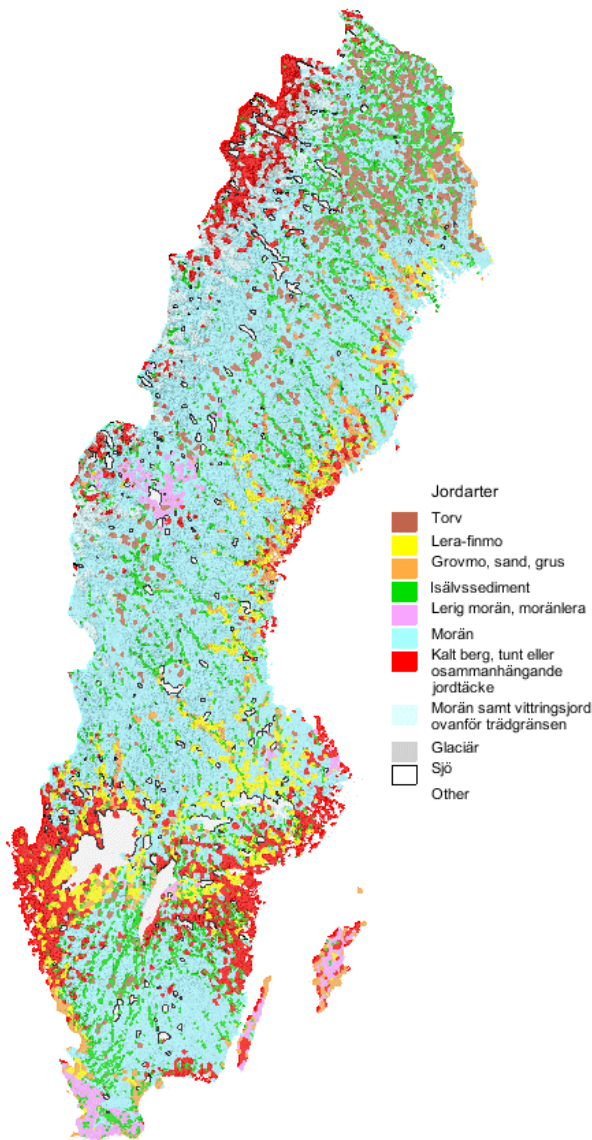 Jordarter
Torv
Lera-finmo
Grovmo, sand, grus
Isälvssediment
Lerig morän, moränlera
Morän
Kalt berg, tunt eller
osammanhängande
jordtäcke
Morän samt vittringsjord
ovanför trädgränsen
Glaciär
Sjö
Other